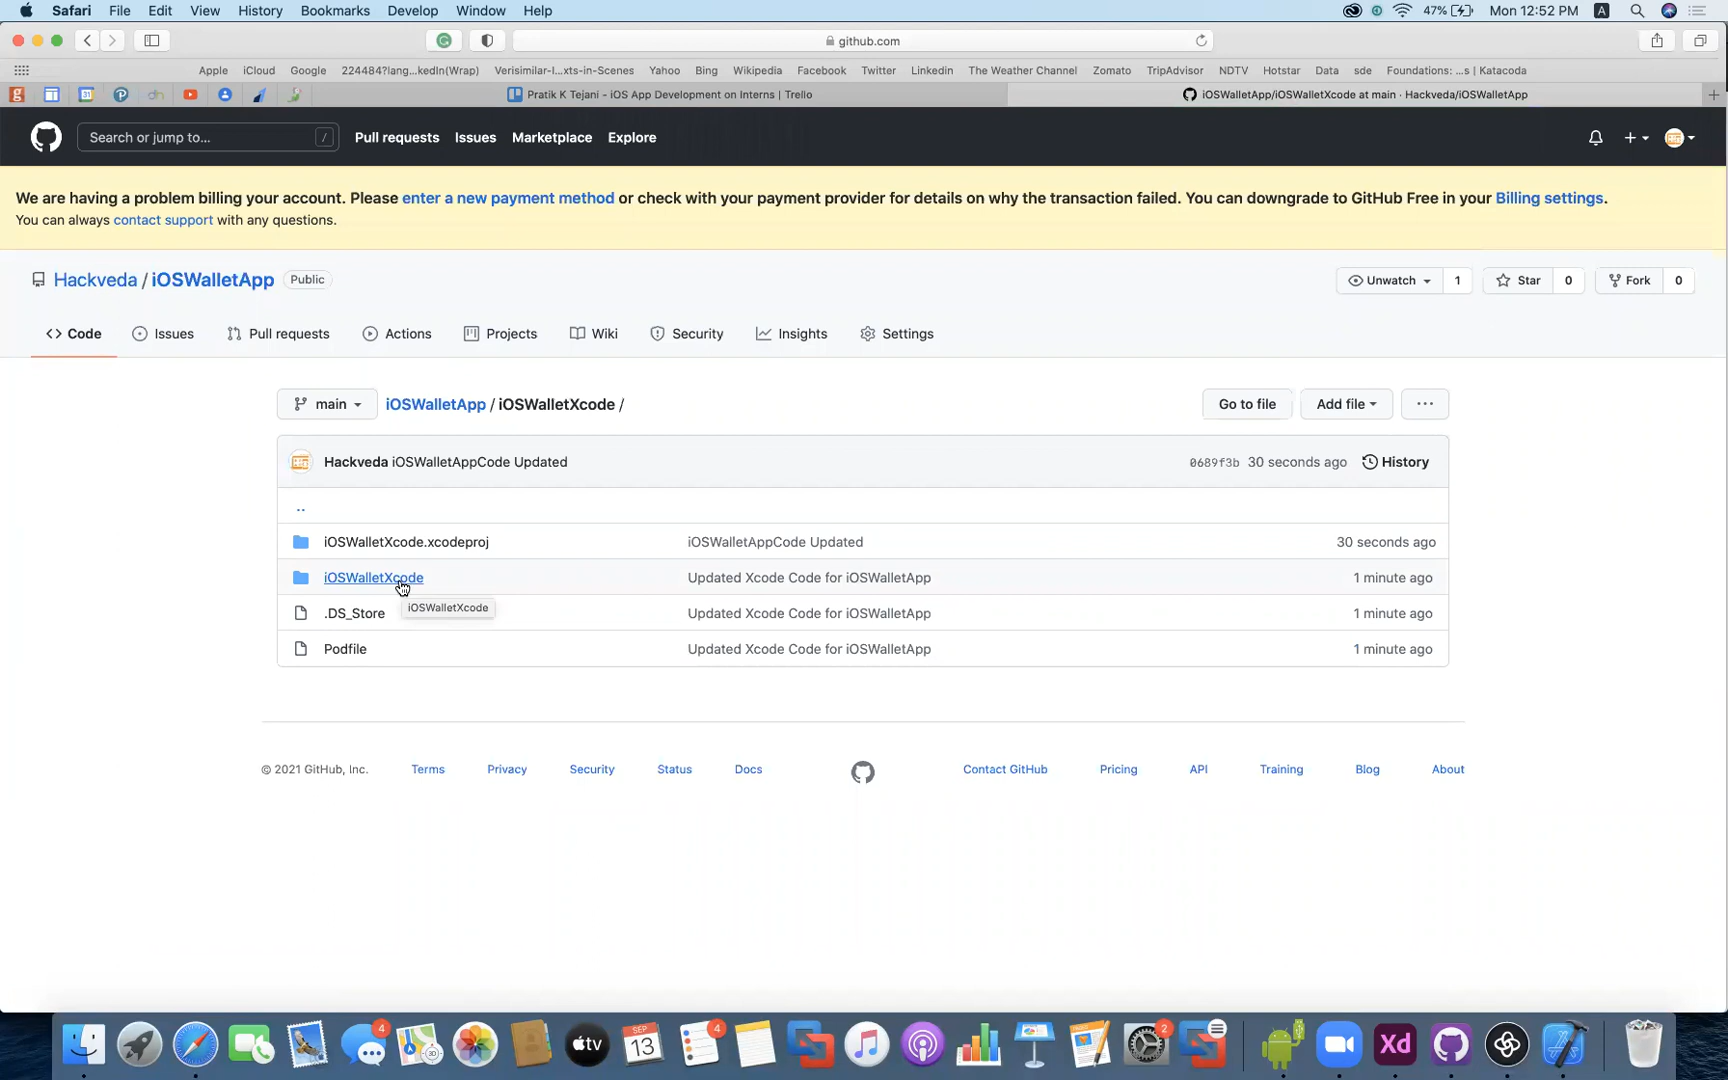 Safari File Edit View History Bookmarks Develop Window Help 47% Mon 12:52 PM A
github.com
Apple iCloud Google 224484?lang...kedIn(Wrap) Verisimilar-I...xts-in-Scenes Yahoo Bing Wikipedia Facebook Twitter Linkedin The Weather Channel Zomato TripAdvisor NDTV Hotstar Data sde Foundations: ...s | Katacoda
Pratik K Tejani - iOS App Development on Interns | Trello iOSWalletApp/iOSWalletXcode at main · Hackveda/iOSWalletApp
Search or jump to... / Pull requests Issues Marketplace Explore
We are having a problem billing your account. Please enter a new payment method or check with your payment provider for details on why the transaction failed. You can downgrade to GitHub Free in your Billing settings.
You can always contact support with any questions.
Hackveda / iOSWalletApp Public Unwatch 1 Star 0 Fork 0
Code Issues Pull requests Actions Projects Wiki Security Insights Settings
main iOSWalletApp / iOSWalletXcode / Go to file Add file ...
Hackveda iOSWalletAppCode Updated 0689f3b 30 seconds ago History
..
iOSWalletXcode.xcodeproj iOSWalletAppCode Updated 30 seconds ago
iOSWalletXcode Updated Xcode Code for iOSWalletApp 1 minute ago
iOSWalletXcode
.DS_Store Updated Xcode Code for iOSWalletApp 1 minute ago
Podfile Updated Xcode Code for iOSWalletApp 1 minute ago
© 2021 GitHub, Inc. Terms Privacy Security Status Docs Contact GitHub Pricing API Training Blog About
4 SEP 13 4 tv 2 Xd